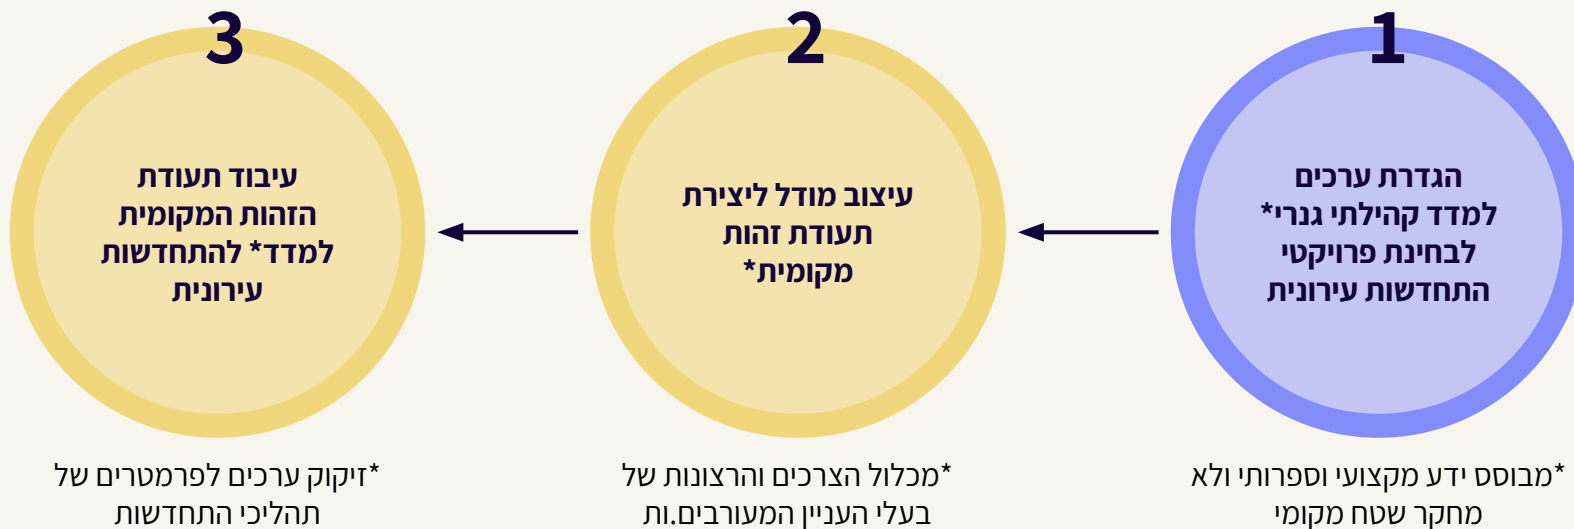 1
הגדרת ערכים
למדד קהילתי גנרי*
לבחינת פרויקטי
התחדשות עירונית
*מבוסס ידע מקצועי וספרותי ולא
מחקר שטח מקומי
2
עיצוב מודל ליצירת
תעודת זהות
מקומית*
*מכלול הצרכים והרצונות של
בעלי העניין המעורבים.ות
3
עיבוד תעודת
הזהות המקומית
למדד* להתחדשות
עירונית
*זיקוק ערכים לפרמטרים של
תהליכי התחדשות